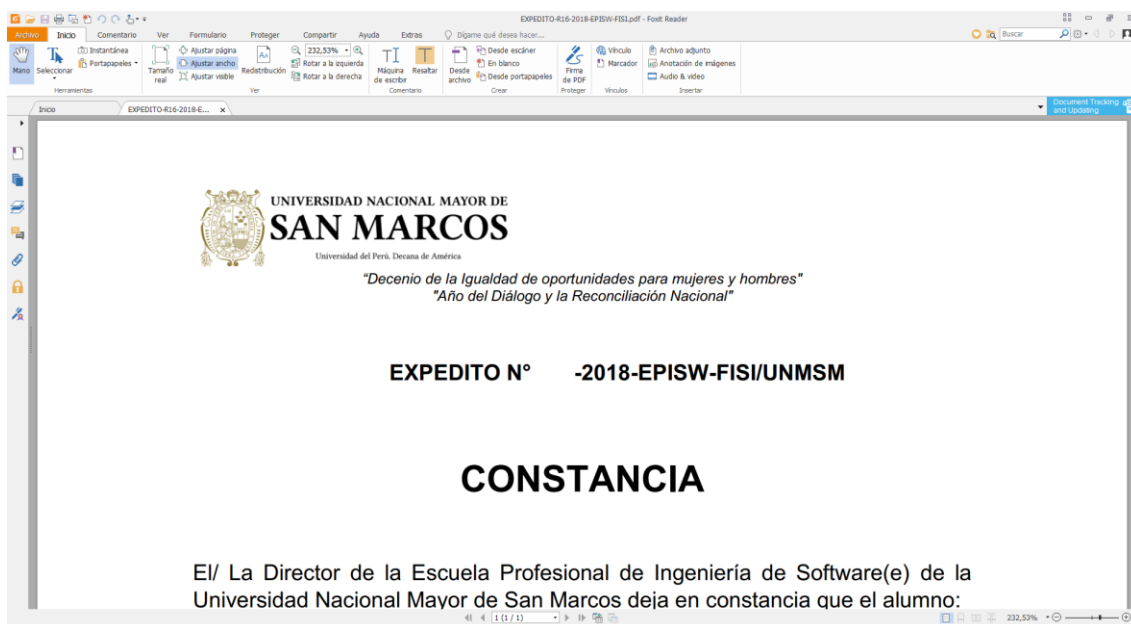 EXPEDITO-R16-2018-EPISW-FISI.pdf - Foxit Reader
Archivo Inicio Comentario Ver Formulario Proteger Compartir Ayuda Extras Dígame qué desea hacer... Buscar
Mano
Seleccionar
Instantánea
Portapapeles
Herramientas
Tamaño real
Ajustar página
Ajustar ancho
Ajustar visible
Redistribución
232,53%
Rotar a la izquierda
Rotar a la derecha
Ver
Máquina de escribir
Resaltar
Comentario
Desde archivo
Desde escáner
En blanco
Desde portapapeles
Crear
Firma de PDF
Proteger
Vínculo
Marcador
Vínculos
Archivo adjunto
Anotación de imágenes
Audio & video
Insertar
Inicio EXPEDITO-R16-2018-E... x
Document Tracking
and Updating
UNIVERSIDAD NACIONAL MAYOR DE
SAN MARCOS
Universidad del Perú. Decana de América
“Decenio de la Igualdad de oportunidades para mujeres y hombres"
"Año del Diálogo y la Reconciliación Nacional"
EXPEDITO N° -2018-EPISW-FISI/UNMSM
CONSTANCIA
El/ La Director de la Escuela Profesional de Ingeniería de Software(e) de la
Universidad Nacional Mayor de San Marcos deja en constancia que el alumno:
1 (1 / 1) 232,53%